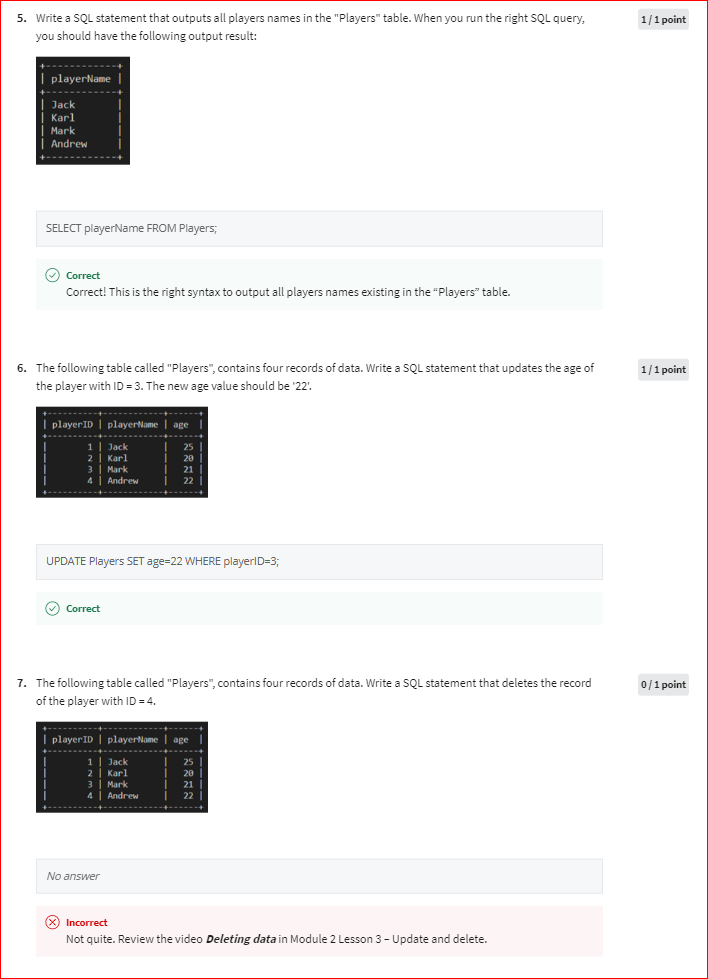 5. Write a SQL statement that outputs all players names in the "Players" table. When you run the right SQL query,
1 / 1 point
you should have the following output result:
+------------+
| playerName |
+------------+
| Jack |
| Karl |
| Mark |
| Andrew |
+------------+
SELECT playerName FROM Players;
Correct
Correct! This is the right syntax to output all players names existing in the “Players” table.
6. The following table called "Players", contains four records of data. Write a SQL statement that updates the age of
1 / 1 point
the player with ID = 3. The new age value should be '22'.
+----------+------------+------+
| playerID | playerName | age |
+----------+------------+------+
| 1 | Jack | 25 |
| 2 | Karl | 20 |
| 3 | Mark | 21 |
| 4 | Andrew | 22 |
+----------+------------+------+
UPDATE Players SET age=22 WHERE playerID=3;
Correct
7. The following table called "Players", contains four records of data. Write a SQL statement that deletes the record
0 / 1 point
of the player with ID = 4.
+----------+------------+------+
| playerID | playerName | age |
+----------+------------+------+
| 1 | Jack | 25 |
| 2 | Karl | 20 |
| 3 | Mark | 21 |
| 4 | Andrew | 22 |
+----------+------------+------+
No answer
Incorrect
Not quite. Review the video Deleting data in Module 2 Lesson 3 – Update and delete.